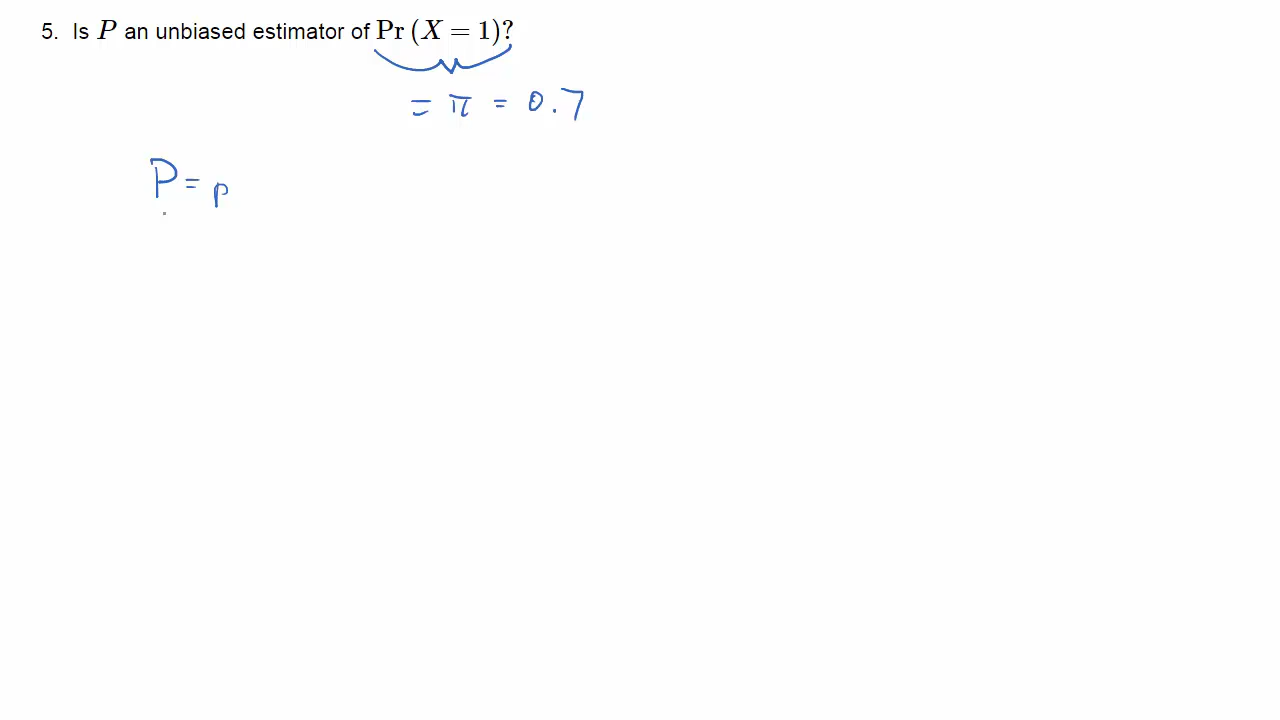 5. Is P an unbiased estimator of Pr (X = 1)?
= π = 0.7
P = p